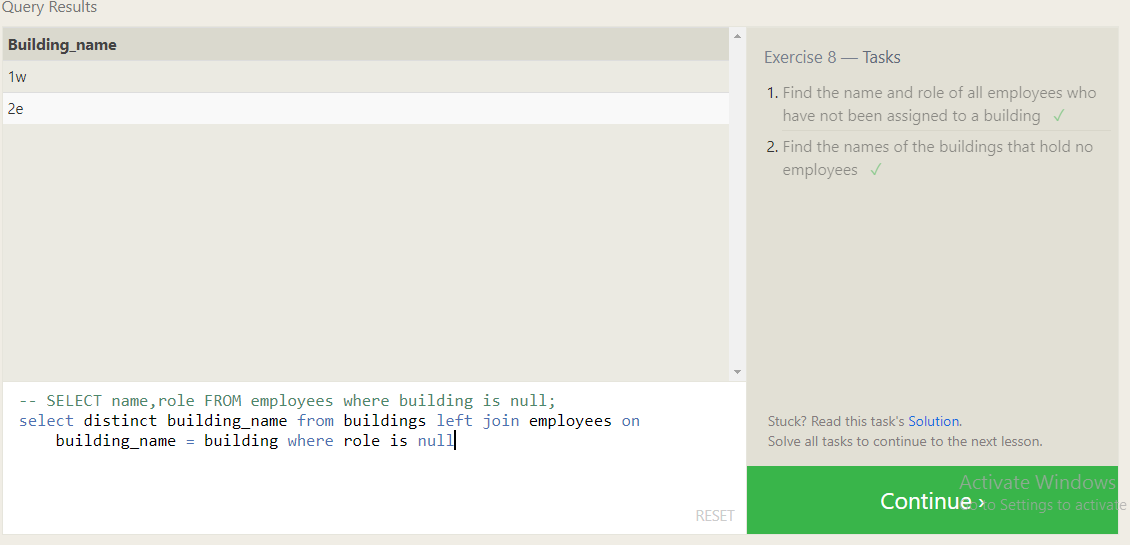 Query Results
Building_name
1w
2e
Exercise 8 — Tasks
1. Find the name and role of all employees who
have not been assigned to a building ✓
2. Find the names of the buildings that hold no
employees ✓
-- SELECT name,role FROM employees where building is null;
select distinct building_name from buildings left join employees on
building_name = building where role is null
RESET
Stuck? Read this task's Solution.
Solve all tasks to continue to the next lesson.
Continue ›
Activate Windows
to Settings to activate